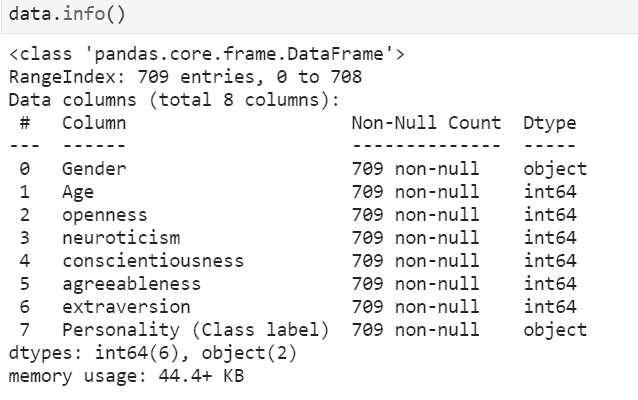 data.info()
<class 'pandas.core.frame.DataFrame'>
RangeIndex: 709 entries, 0 to 708
Data columns (total 8 columns):
 #   Column                       Non-Null Count  Dtype
---  ------                       --------------  -----
 0   Gender                       709 non-null    object
 1   Age                          709 non-null    int64
 2   openness                     709 non-null    int64
 3   neuroticism                  709 non-null    int64
 4   conscientiousness            709 non-null    int64
 5   agreeableness                709 non-null    int64
 6   extraversion                 709 non-null    int64
 7   Personality (Class label)  709 non-null    object
dtypes: int64(6), object(2)
memory usage: 44.4+ KB